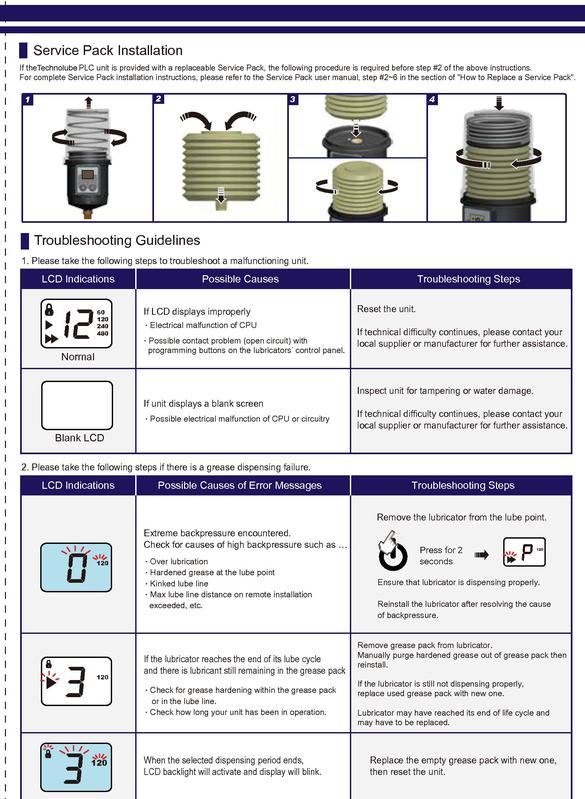 Service Pack Installation
If theTechnolube PLC unit is provided with a replaceable Service Pack, the following procedure is required before step #2 of the above instructions.
For complete Service Pack installation instructions, please refer to the Service Pack user manual, step #2~6 in the section of "How to Replace a Service Pack".
1
2
3
4
Troubleshooting Guidelines
1. Please take the following steps to troubleshoot a malfunctioning unit.
LCD Indications
Possible Causes
Troubleshooting Steps
12
60
120
240
480
Normal
If LCD displays improperly
· Electrical malfunction of CPU
· Possible contact problem (open circuit) with
programming buttons on the lubricators' control panel.
Reset the unit.
If technical difficulty continues, please contact your
local supplier or manufacturer for further assistance.
Blank LCD
If unit displays a blank screen
· Possible electrical malfunction of CPU or circuitry
Inspect unit for tampering or water damage.
If technical difficulty continues, please contact your
local supplier or manufacturer for further assistance.
2. Please take the following steps if there is a grease dispensing failure.
LCD Indications
Possible Causes of Error Messages
Troubleshooting Steps
0
120
Extreme backpressure encountered.
Check for causes of high backpressure such as ...
· Over lubrication
· Hardened grease at the lube point
· Kinked lube line
· Max lube line distance on remote installation
exceeded, etc.
Remove the lubricator from the lube point.
Press for 2
seconds
P
120
Ensure that lubricator is dispensing properly.
Reinstall the lubricator after resolving the cause
of backpressure.
3
120
If the lubricator reaches the end of its lube cycle
and there is lubricant still remaining in the grease pack
· Check for grease hardening within the grease pack
or in the lube line.
· Check how long your unit has been in operation.
Remove grease pack from lubricator.
Manually purge hardened grease out of grease pack then
reinstall.
If the lubricator is still not dispensing properly,
replace used grease pack with new one.
Lubricator may have reached its end of life cycle and
may have to be replaced.
3
120
When the selected dispensing period ends,
LCD backlight will activate and display will blink.
Replace the empty grease pack with new one,
then reset the unit.